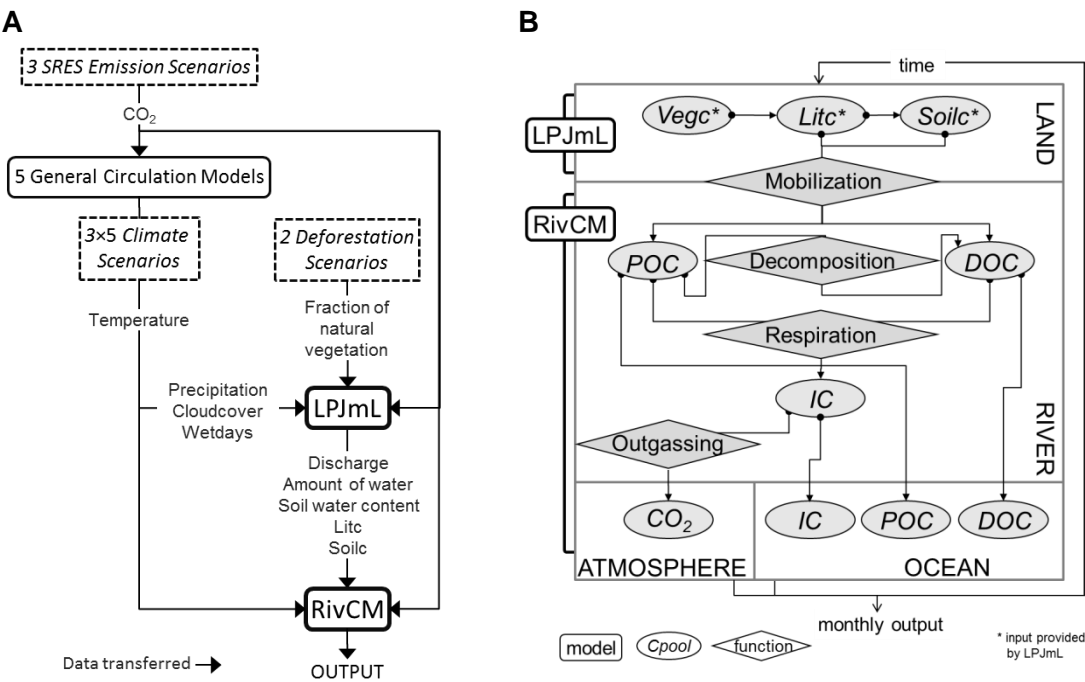 A
3 SRES Emission Scenarios
CO₂
5 General Circulation Models
3×5 Climate
Scenarios
2 Deforestation
Scenarios
Temperature
Fraction of
natural
vegetation
Precipitation
Cloudcover
Wetdays
LPJmL
Discharge
Amount of water
Soil water content
Litc
Soilc
RivCM
Data transferred
OUTPUT
B
time
LPJmL
Vegc*
Litc*
Soilc*
LAND
Mobilization
RivCM
POC
Decomposition
DOC
Respiration
IC
RIVER
Outgassing
CO₂
IC
POC
DOC
ATMOSPHERE
OCEAN
monthly output
model
Cpool
function
* input provided
by LPJmL